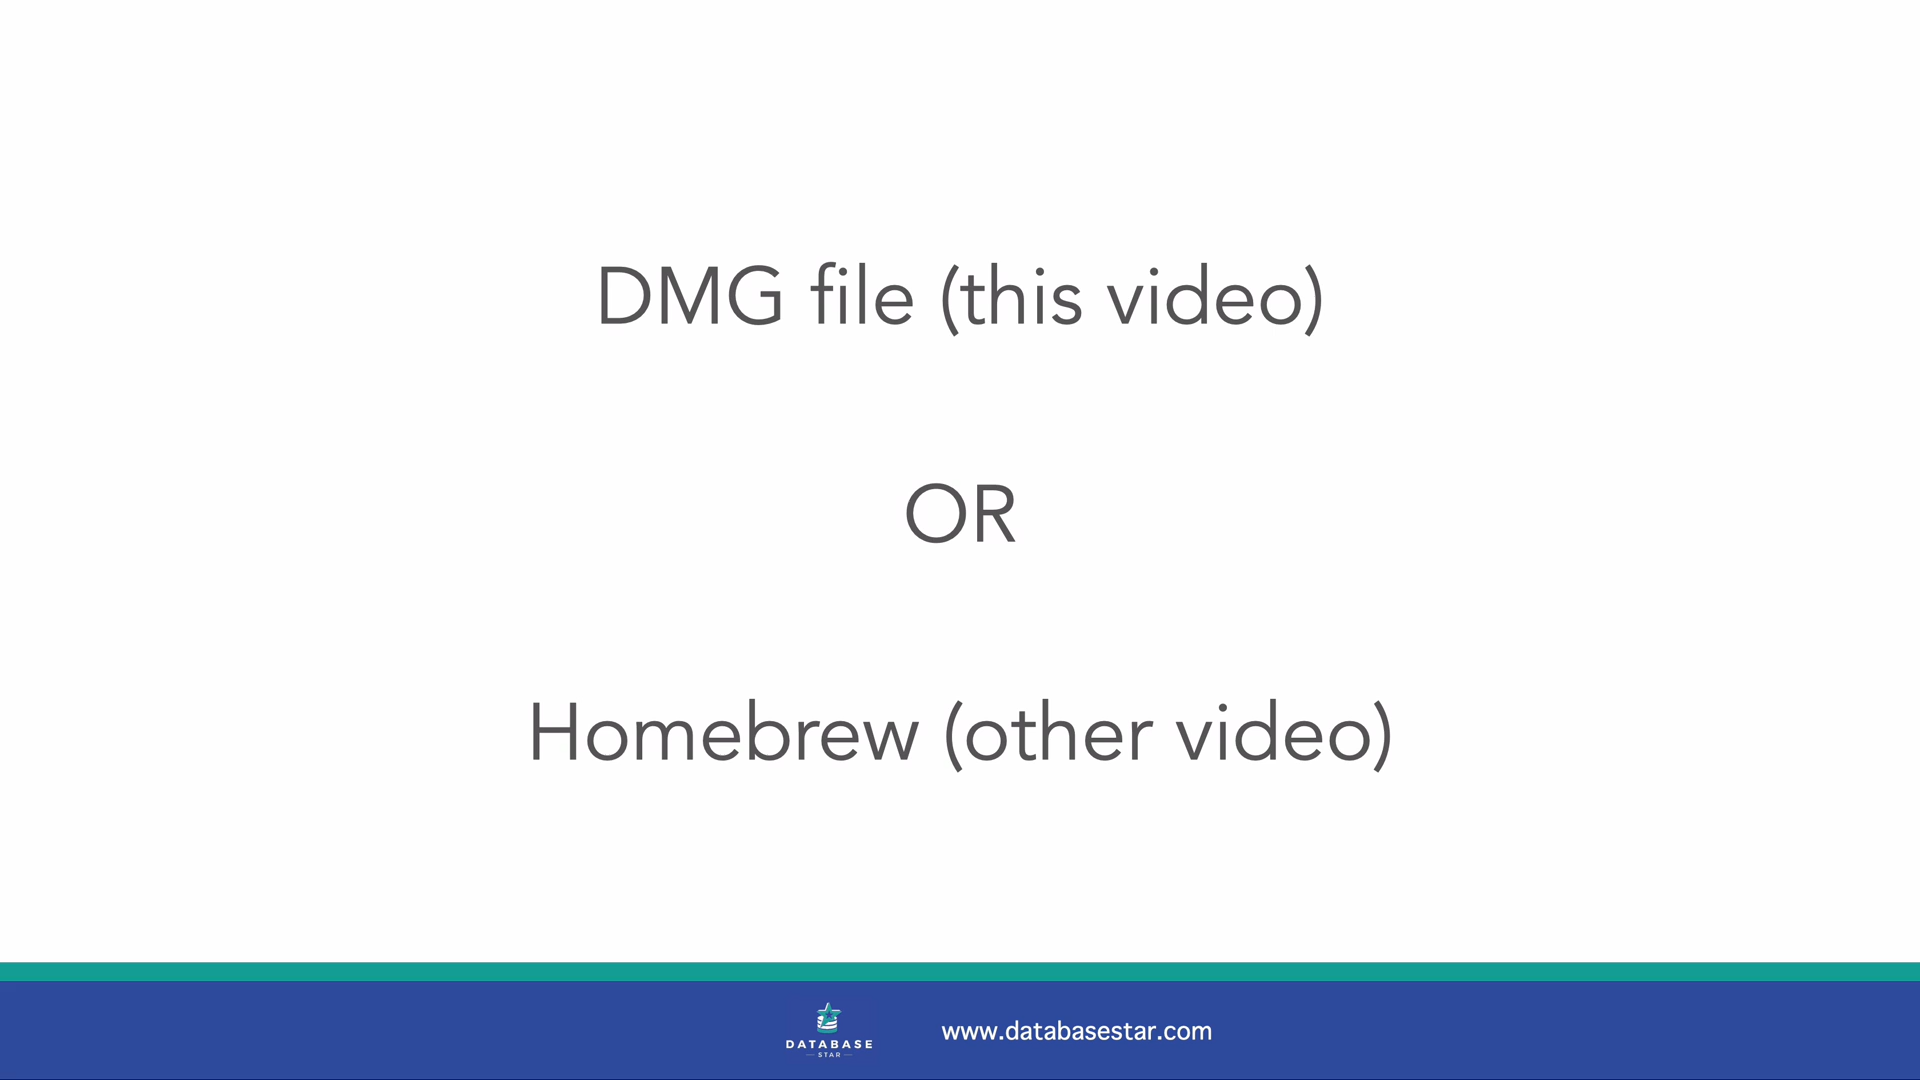 DMG file (this video)
OR
Homebrew (other video)
DATABASE
STAR
www.databasestar.com